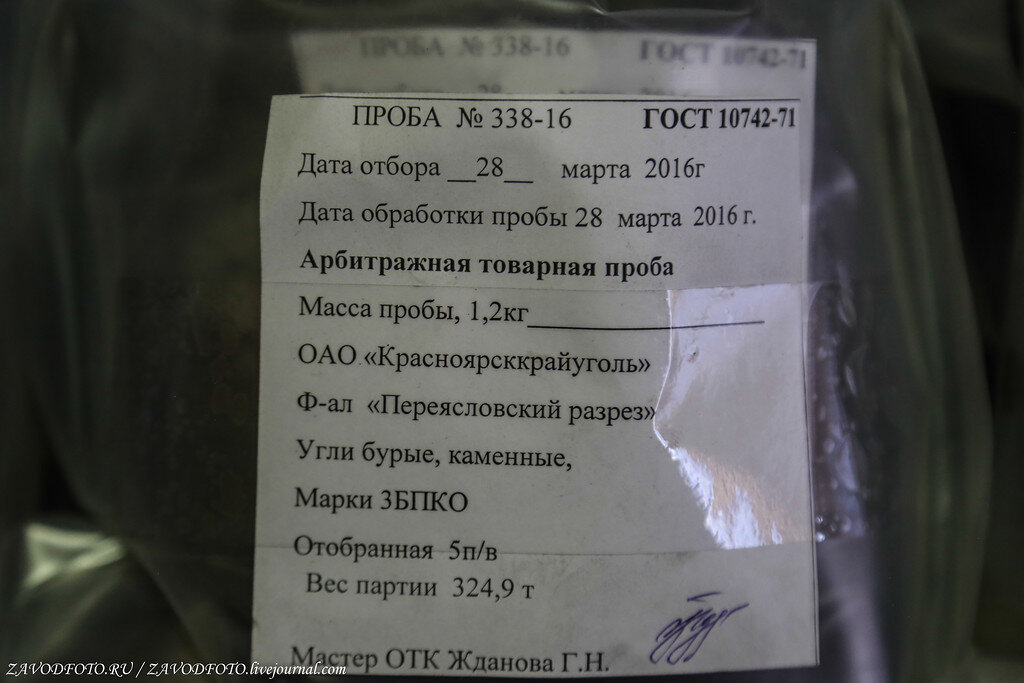 ПРОБА № 338-16 ГОСТ 10742-71
ПРОБА № 338-16 ГОСТ 10742-71
Дата отбора __28__ марта 2016г
Дата обработки пробы 28 марта 2016 г.
Арбитражная товарная проба
Масса пробы, 1,2кг____________________
ОАО «Красноярсккрайуголь»
Ф-ал «Переясловский разрез»
Угли бурые, каменные,
Марки 3БПКО
Отобранная 5п/в
Вес партии 324,9 т
Мастер ОТК Жданова Г.Н.
ZAVODFOTO.RU / ZAVODFOTO.livejournal.com